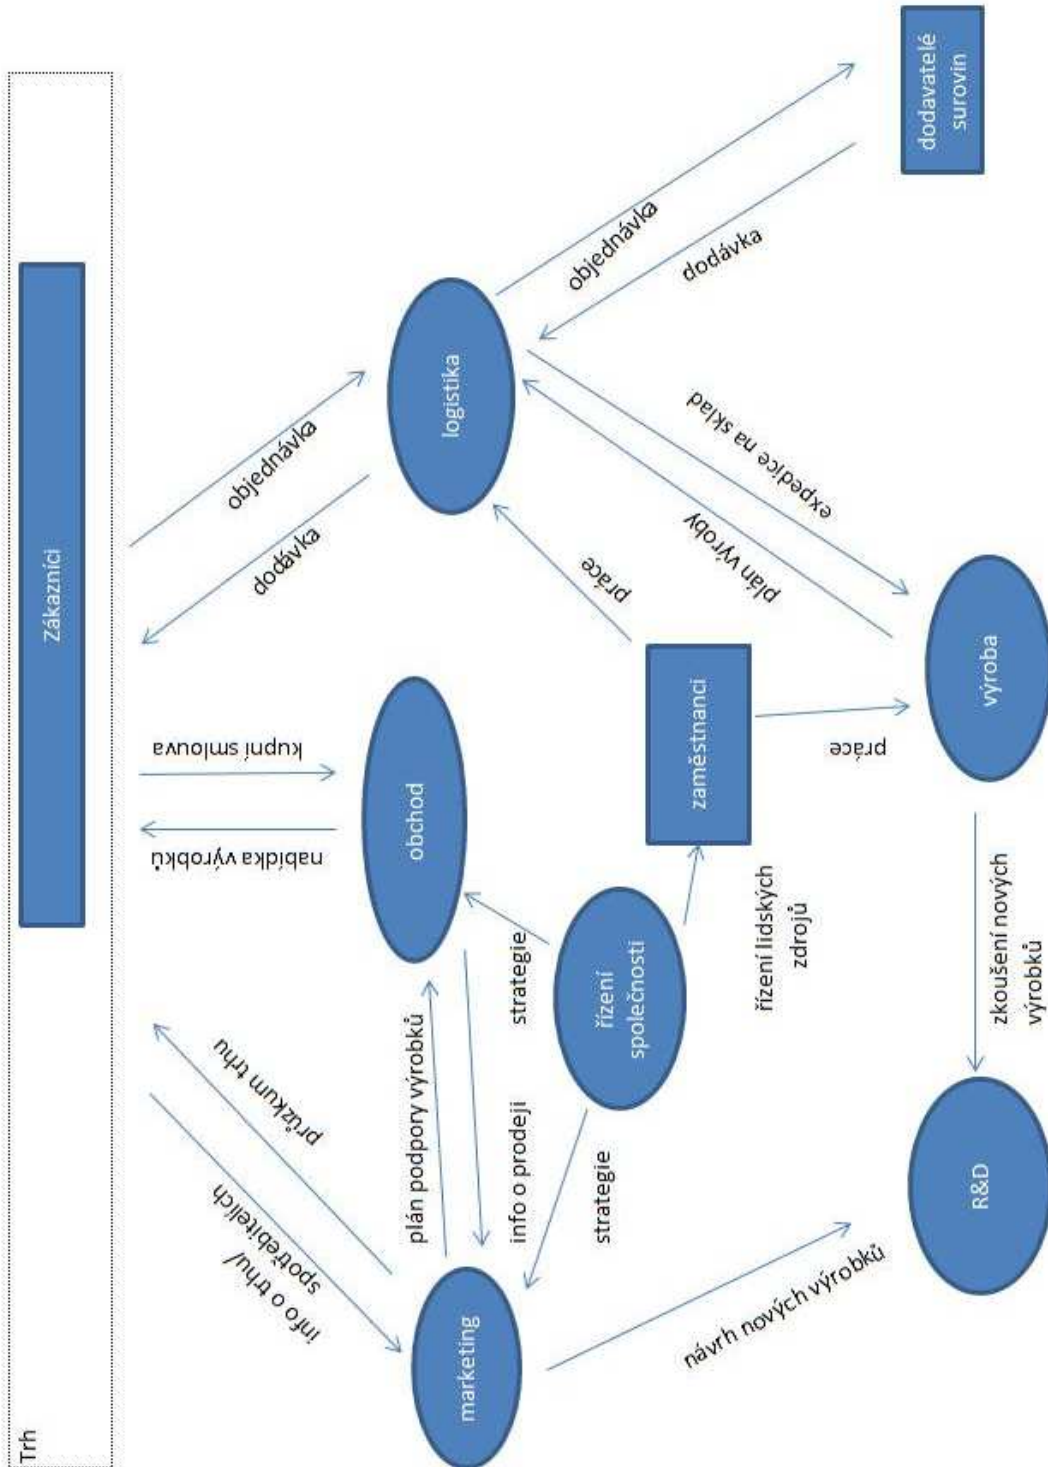 Trh
Zákazníci
info o trhu/
spotřebitelích
průzkum trhu
nabídka výrobků
kupní smlouva
dodávka
objednávka
marketing
plán podpory výrobků
info o prodeji
obchod
logistika
strategie
strategie
řízení
společnosti
práce
objednávka
dodávka
zaměstnanci
řízení lidských
zdrojů
plán výroby
expedice na sklad
návrh nových výrobků
práce
dodavatelé
surovin
R&D
zkoušení nových
výrobků
výroba